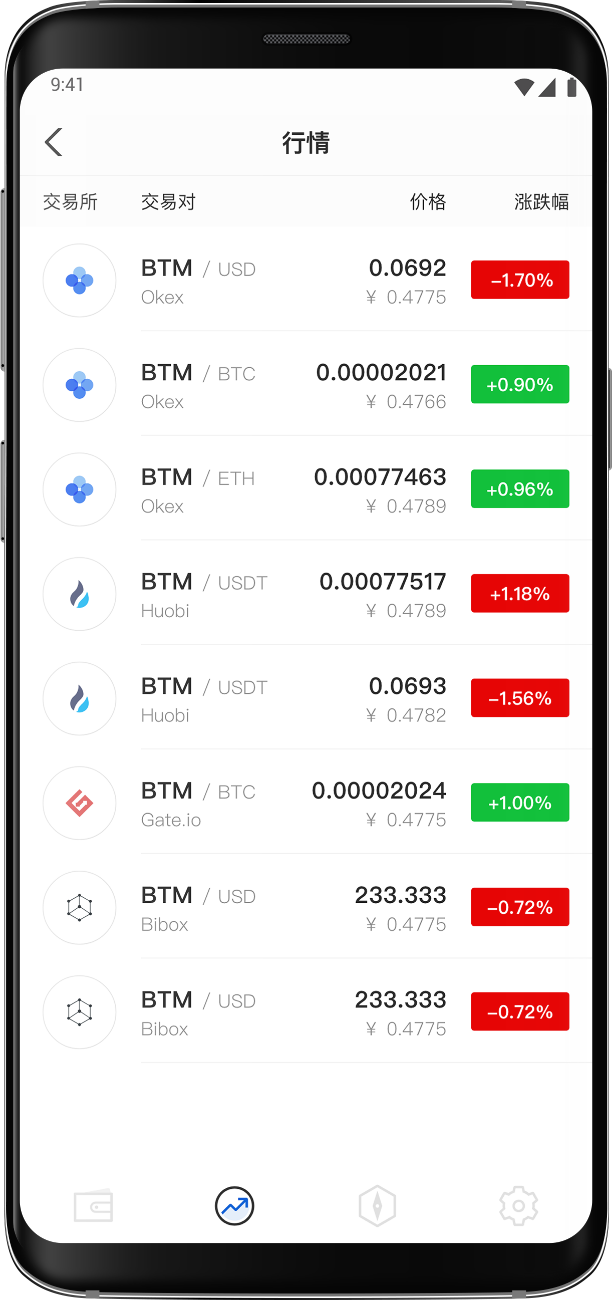 9:41
行情
交易所 交易对 价格 涨跌幅
BTM / USD 0.0692 −1.70%
Okex ¥ 0.4775
BTM / BTC 0.00002021 +0.90%
Okex ¥ 0.4766
BTM / ETH 0.00077463 +0.96%
Okex ¥ 0.4789
BTM / USDT 0.00077517 +1.18%
Huobi ¥ 0.4789
BTM / USDT 0.0693 −1.56%
Huobi ¥ 0.4782
BTM / BTC 0.00002024 +1.00%
Gate.io ¥ 0.4775
BTM / USD 233.333 −0.72%
Bibox ¥ 0.4775
BTM / USD 233.333 −0.72%
Bibox ¥ 0.4775